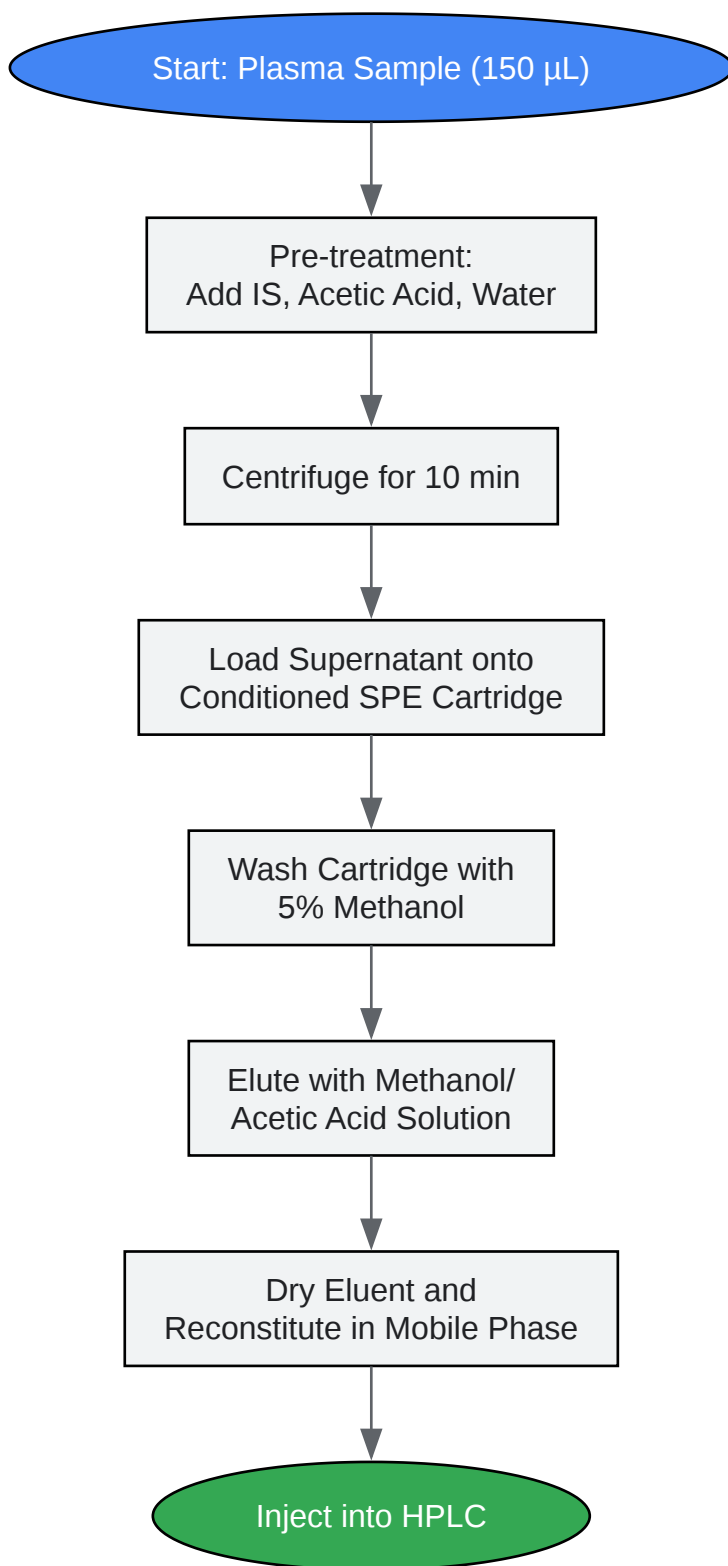 Start: Plasma Sample (150 µL)
Pre-treatment:
Add IS, Acetic Acid, Water
Centrifuge for 10 min
Load Supernatant onto
Conditioned SPE Cartridge
Wash Cartridge with
5% Methanol
Elute with Methanol/
Acetic Acid Solution
Dry Eluent and
Reconstitute in Mobile Phase
Inject into HPLC